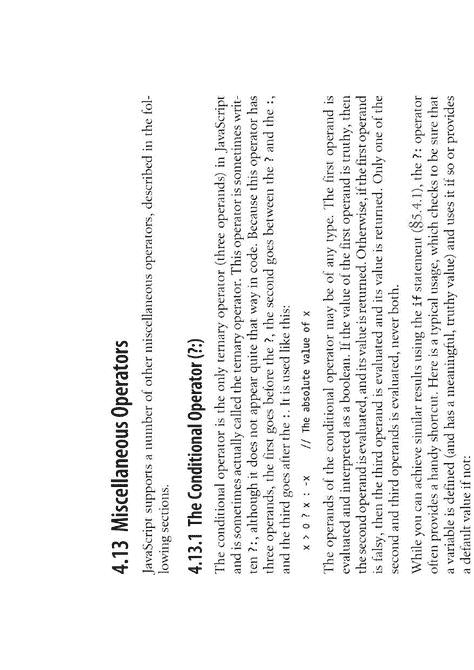 4.13 Miscellaneous Operators
JavaScript supports a number of other miscellaneous operators, described in the fol-
lowing sections.
4.13.1 The Conditional Operator (?:)
The conditional operator is the only ternary operator (three operands) in JavaScript
and is sometimes actually called the ternary operator. This operator is sometimes writ-
ten ?:, although it does not appear quite that way in code. Because this operator has
three operands, the first goes before the ?, the second goes between the ? and the :,
and the third goes after the :. It is used like this:
x > 0 ? x : -x // The absolute value of x
The operands of the conditional operator may be of any type. The first operand is
evaluated and interpreted as a boolean. If the value of the first operand is truthy, then
the second operand is evaluated, and its value is returned. Otherwise, if the first operand
is falsy, then the third operand is evaluated and its value is returned. Only one of the
second and third operands is evaluated, never both.
While you can achieve similar results using the if statement (§5.4.1), the ?: operator
often provides a handy shortcut. Here is a typical usage, which checks to be sure that
a variable is defined (and has a meaningful, truthy value) and uses it if so or provides
a default value if not: